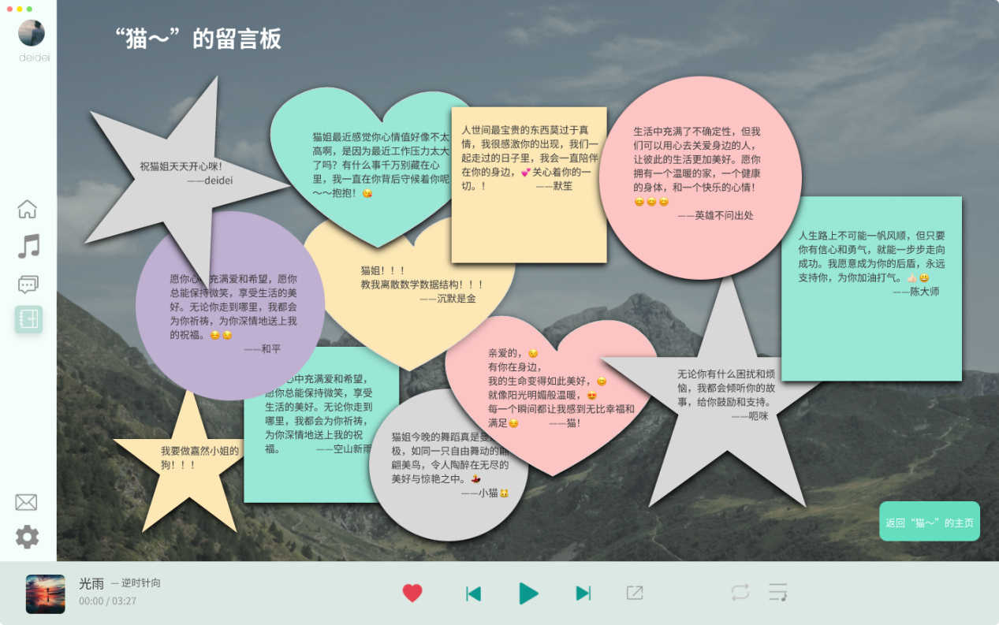 deidei
“猫～”的留言板
祝猫姐天天开心咪！
——deidei
猫姐最近感觉你心情值好像不太
高啊，是因为最近工作压力太大
了吗？有什么事千万别藏在心
里，我一直在你背后守候着你呢
～～抱抱！😘
人世间最宝贵的东西莫过于真
情，我很感激你的出现，我们一
起走过的日子里，我会一直陪伴
在你的身边，💕关心着你的一
切。！ ——默笙
生活中充满了不确定性，但我
们可以用心去关爱身边的人，
让彼此的生活更加美好。愿你
拥有一个温暖的家，一个健康
的身体，和一个快乐的心情！
😊😊😊
——英雄不问出处
人生路上不可能一帆风顺，但只要
你有信心和勇气，就能一步步走向
成功。我愿意成为你的后盾，永远
支持你，为你加油打气。👍🏻😃
——陈大师
愿你心 充满爱和希望，愿你
总能保持微笑，享受生活的美
好。无论你走到哪里，我都会
为你祈祷，为你深情地送上我
的祝福。😌😏
——和平
猫姐！！！
教我离散数学数据结构！！！
——沉默是金
亲爱的，😉
有你在身边，
我的生命变得如此美好，😊
就像阳光明媚般温暖，😍
每一个瞬间都让我感到无比幸福和
满足☺️ ——猫！
无论你有什么困扰和烦
恼，我都会倾听你的故
事，给你鼓励和支持。
——呃咪
心中充满爱和希望，
愿你总能保持微笑，享受
生活的美好。无论你走到
哪里，我都会为你祈祷，
为你深情地送上我的祝
福。 ——空山新雨
我要做嘉然小姐的
狗！！！
猫姐今晚的舞蹈真是曼
极，如同一只自由舞动的翩
翩美鸟，令人陶醉在无尽的
美好与惊艳之中。💃
——小猫🐱
返回“猫～”的主页
光雨 — 逆时针向
00:00 / 03:27